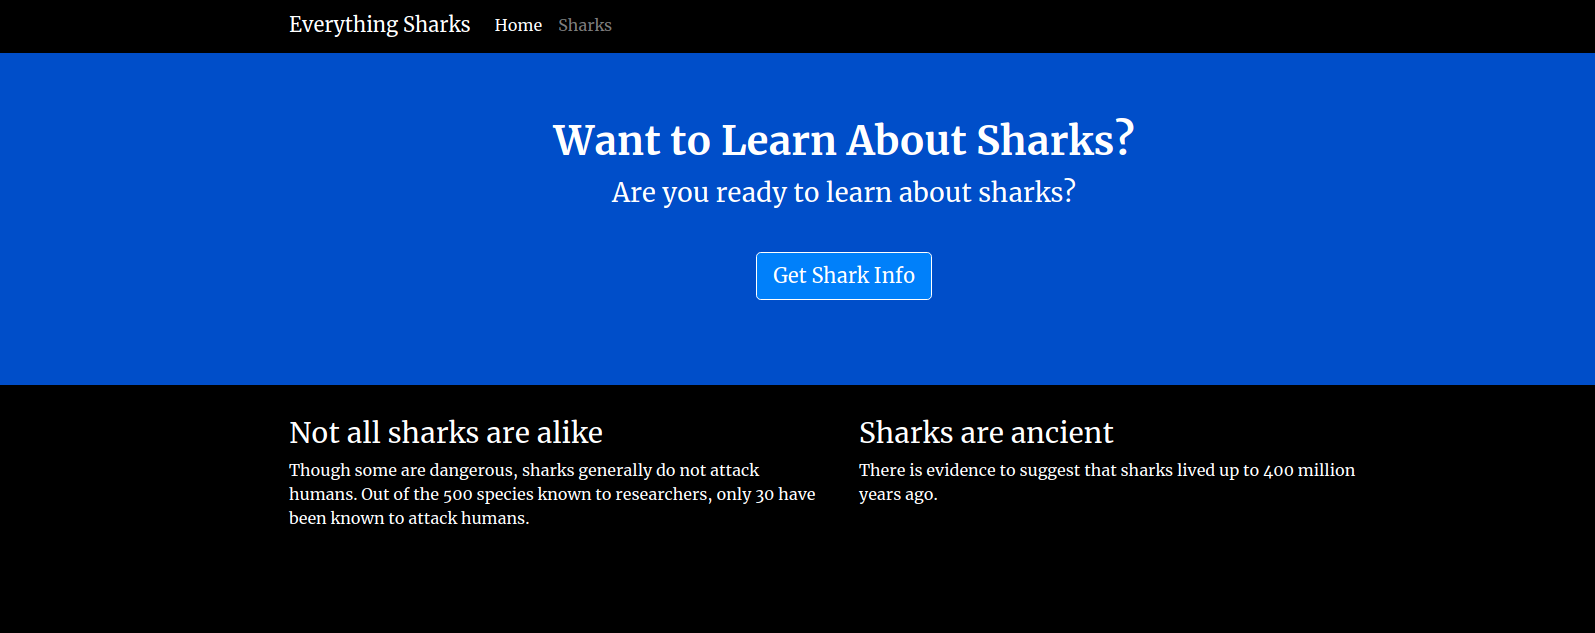 Everything Sharks Home Sharks
Want to Learn About Sharks?
Are you ready to learn about sharks?
Get Shark Info
Not all sharks are alike
Though some are dangerous, sharks generally do not attack
humans. Out of the 500 species known to researchers, only 30 have
been known to attack humans.
Sharks are ancient
There is evidence to suggest that sharks lived up to 400 million
years ago.